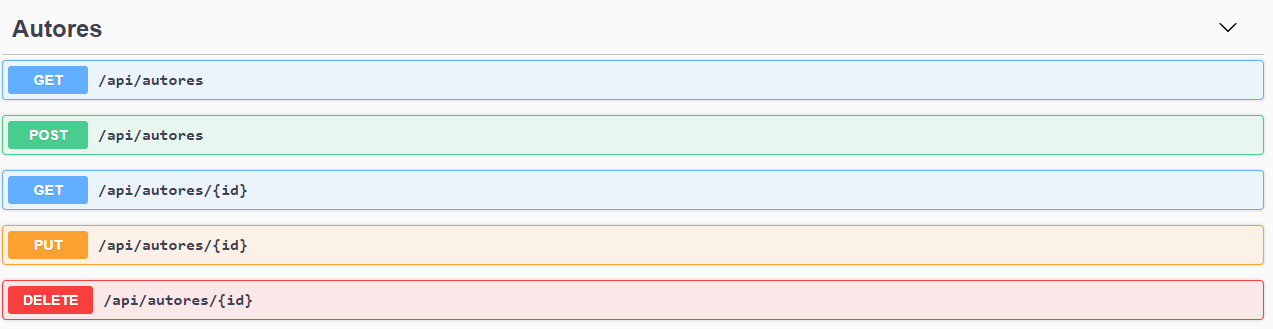 Autores
GET /api/autores
POST /api/autores
GET /api/autores/{id}
PUT /api/autores/{id}
DELETE /api/autores/{id}